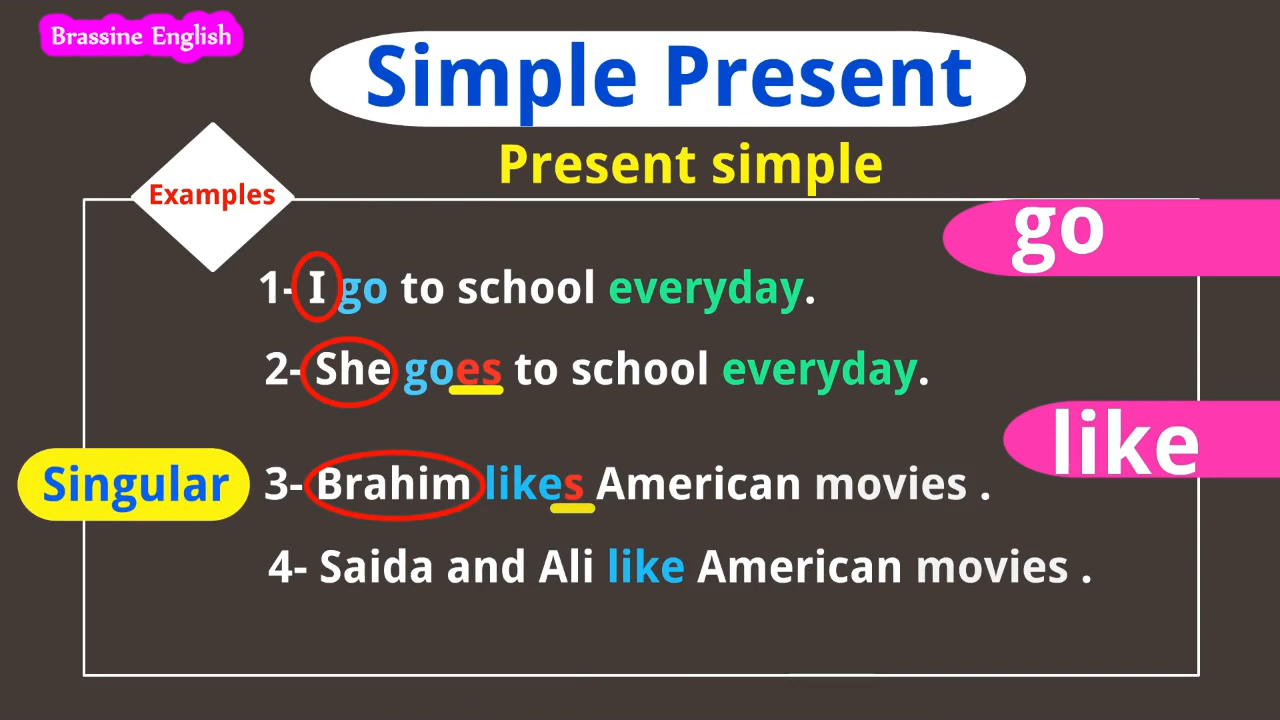 Brassine English
Simple Present
Present simple
Examples
go
1- I go to school everyday.
2- She goes to school everyday.
like
Singular
3- Brahim likes American movies .
4- Saida and Ali like American movies .